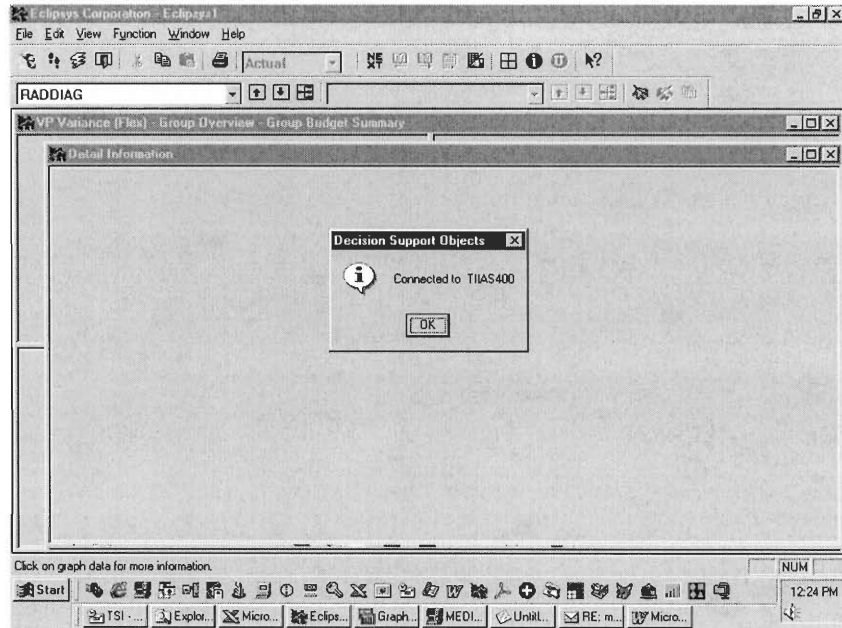 Eclipsys Corporation - Eclipsys1
File Edit View Function Window Help
Actual
RADDIAG
VP Variance (Flex) - Group Overview - Group Budget Summary
Detail Information
Decision Support Objects
Connected to TIIAS400
OK
Click on graph data for more information.
NUM
Start
12:24 PM
TSI - ...
Explor...
Micro...
Eclips...
Graph...
MEDI...
Untitl...
RE: m...
Micro...